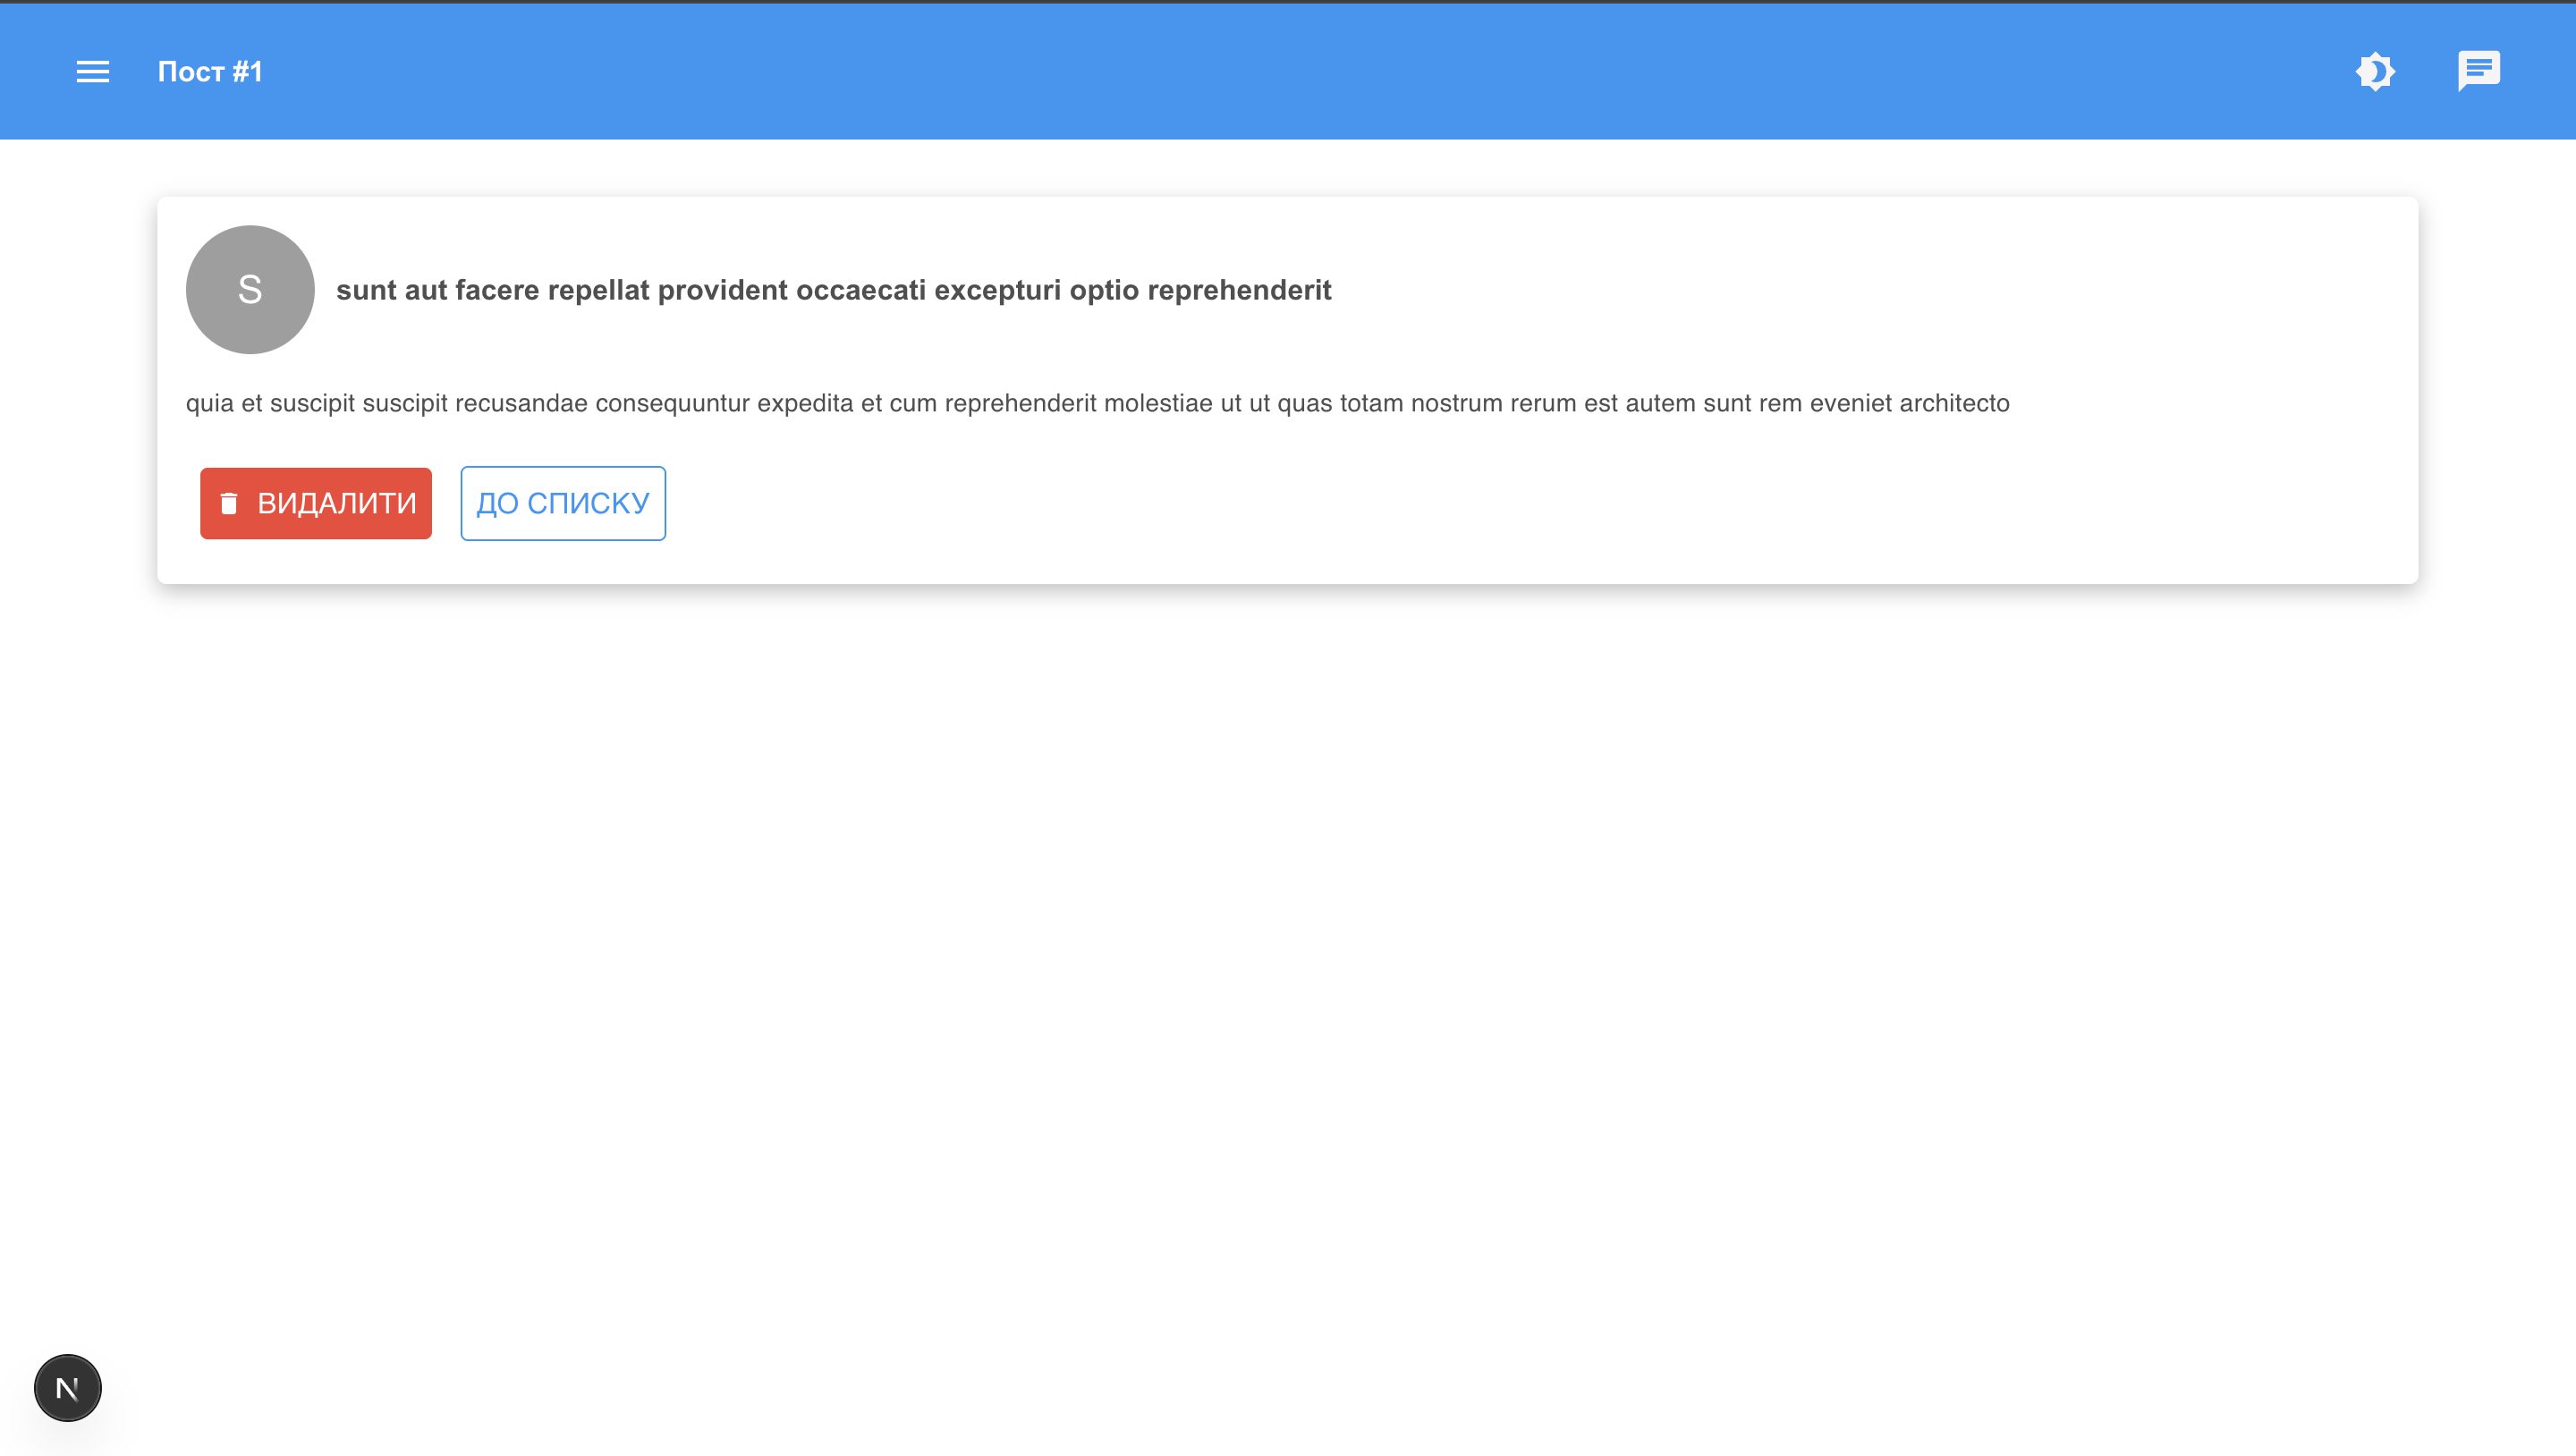 Пост #1
S
sunt aut facere repellat provident occaecati excepturi optio reprehenderit
quia et suscipit suscipit recusandae consequuntur expedita et cum reprehenderit molestiae ut ut quas totam nostrum rerum est autem sunt rem eveniet architecto
ВИДАЛИТИ
ДО СПИСКУ
N